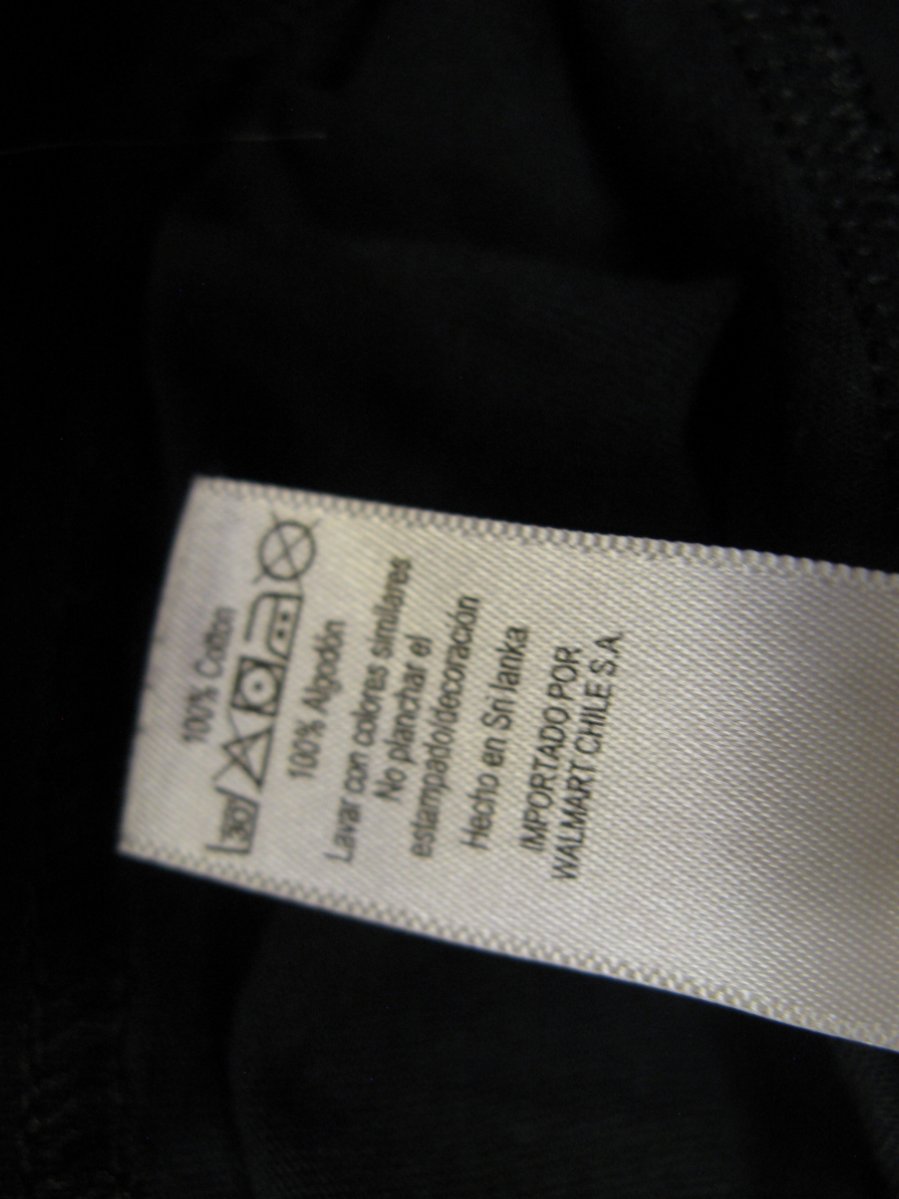 100% Cotton
30
100% Algodón
Lavar con colores similares
No planchar el
estampado/decoración
Hecho en Sri lanka
IMPORTADO POR
WALMART CHILE S.A.